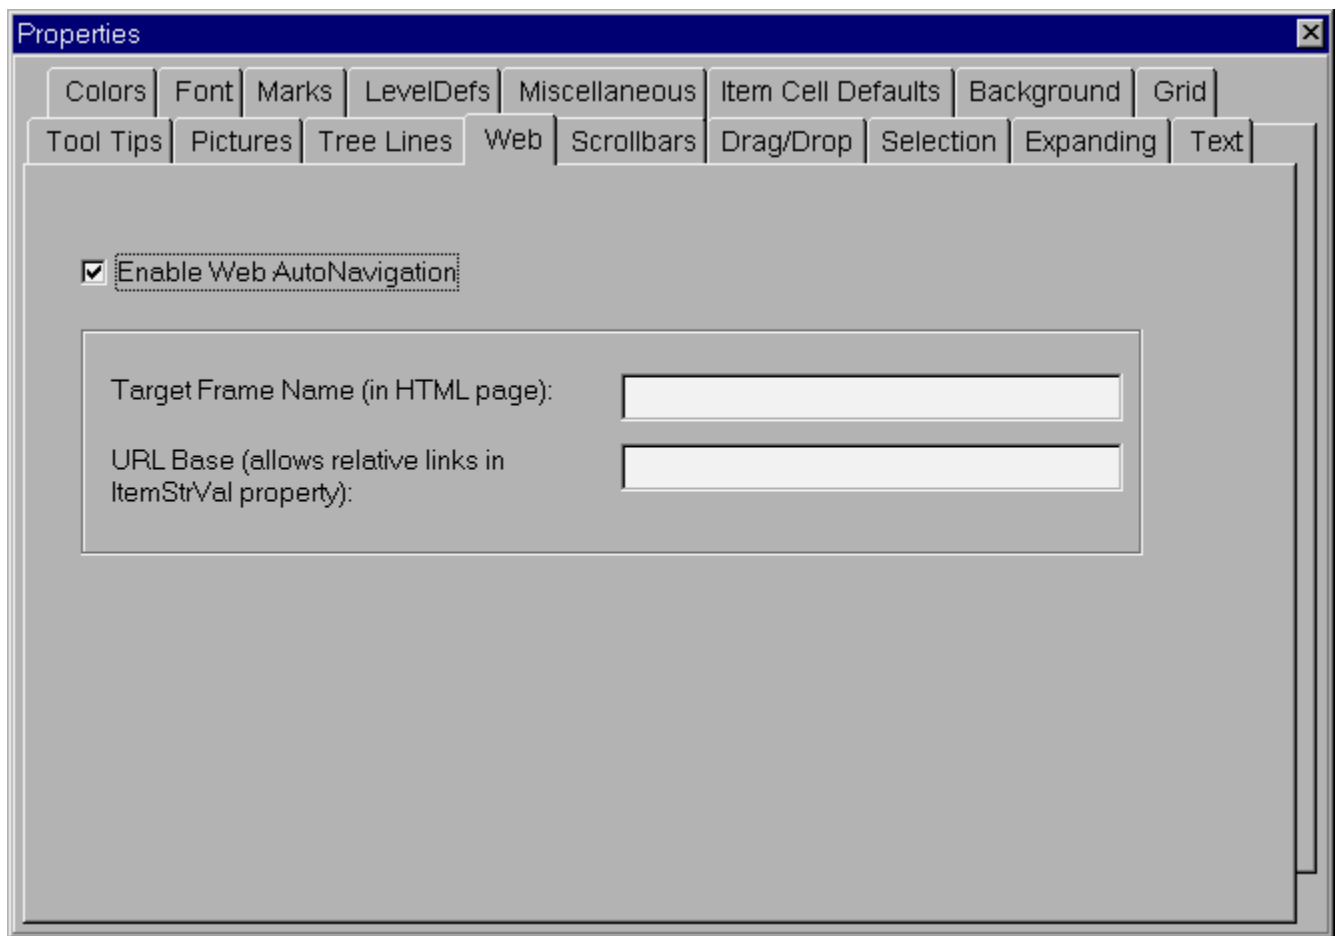 Properties
Colors Font Marks LevelDefs Miscellaneous Item Cell Defaults Background Grid
Tool Tips Pictures Tree Lines Web Scrollbars Drag/Drop Selection Expanding Text
Enable Web AutoNavigation
Target Frame Name (in HTML page):
URL Base (allows relative links in
ItemStrVal property):